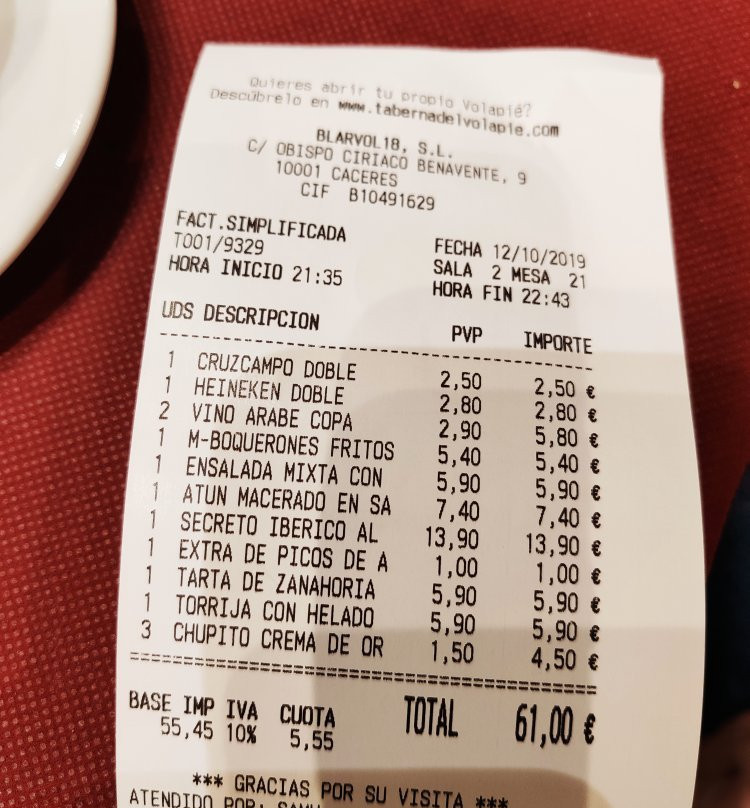 Quieres abrir tu propio Volapié?
Descúbrelo en www.tabernadelvolapie.com
BLARVOL18, S.L.
C/ OBISPO CIRIACO BENAVENTE, 9
10001 CACERES
CIF B10491629
FACT.SIMPLIFICADA
T001/9329 FECHA 12/10/2019
HORA INICIO 21:35 SALA 2 MESA 21
HORA FIN 22:43
UDS DESCRIPCION PVP IMPORTE
1 CRUZCAMPO DOBLE 2,50 2,50 €
1 HEINEKEN DOBLE 2,80 2,80 €
2 VINO ARABE COPA 2,90 5,80 €
1 M-BOQUERONES FRITOS 5,40 5,40 €
1 ENSALADA MIXTA CON 5,90 5,90 €
1 ATUN MACERADO EN SA 7,40 7,40 €
1 SECRETO IBERICO AL 13,90 13,90 €
1 EXTRA DE PICOS DE A 1,00 1,00 €
1 TARTA DE ZANAHORIA 5,90 5,90 €
1 TORRIJA CON HELADO 5,90 5,90 €
3 CHUPITO CREMA DE OR 1,50 4,50 €
BASE IMP IVA CUOTA TOTAL 61,00 €
55,45 10% 5,55
*** GRACIAS POR SU VISITA ***
ATENDIDO POR: